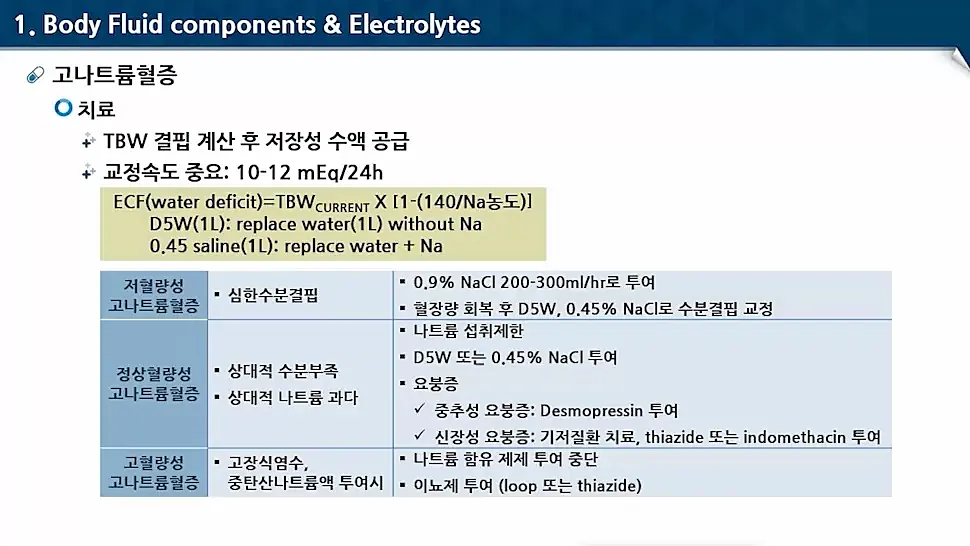 1. Body Fluid components & Electrolytes
고나트륨혈증
치료
TBW 결핍 계산 후 저장성 수액 공급
교정속도 중요: 10-12 mEq/24h
ECF(water deficit)=TBWCURRENT X [1-(140/Na농도)]
D5W(1L): replace water(1L) without Na
0.45 saline(1L): replace water + Na
저혈량성
고나트륨혈증
▪ 심한수분결핍
▪ 0.9% NaCl 200-300ml/hr로 투여
▪ 혈장량 회복 후 D5W, 0.45% NaCl로 수분결핍 교정
정상혈량성
고나트륨혈증
▪ 상대적 수분부족
▪ 상대적 나트륨 과다
▪ 나트륨 섭취제한
▪ D5W 또는 0.45% NaCl 투여
▪ 요붕증
✓ 중추성 요붕증: Desmopressin 투여
✓ 신장성 요붕증: 기저질환 치료, thiazide 또는 indomethacin 투여
고혈량성
고나트륨혈증
▪ 고장식염수,
중탄산나트륨액 투여시
▪ 나트륨 함유 제제 투여 중단
▪ 이뇨제 투여 (loop 또는 thiazide)